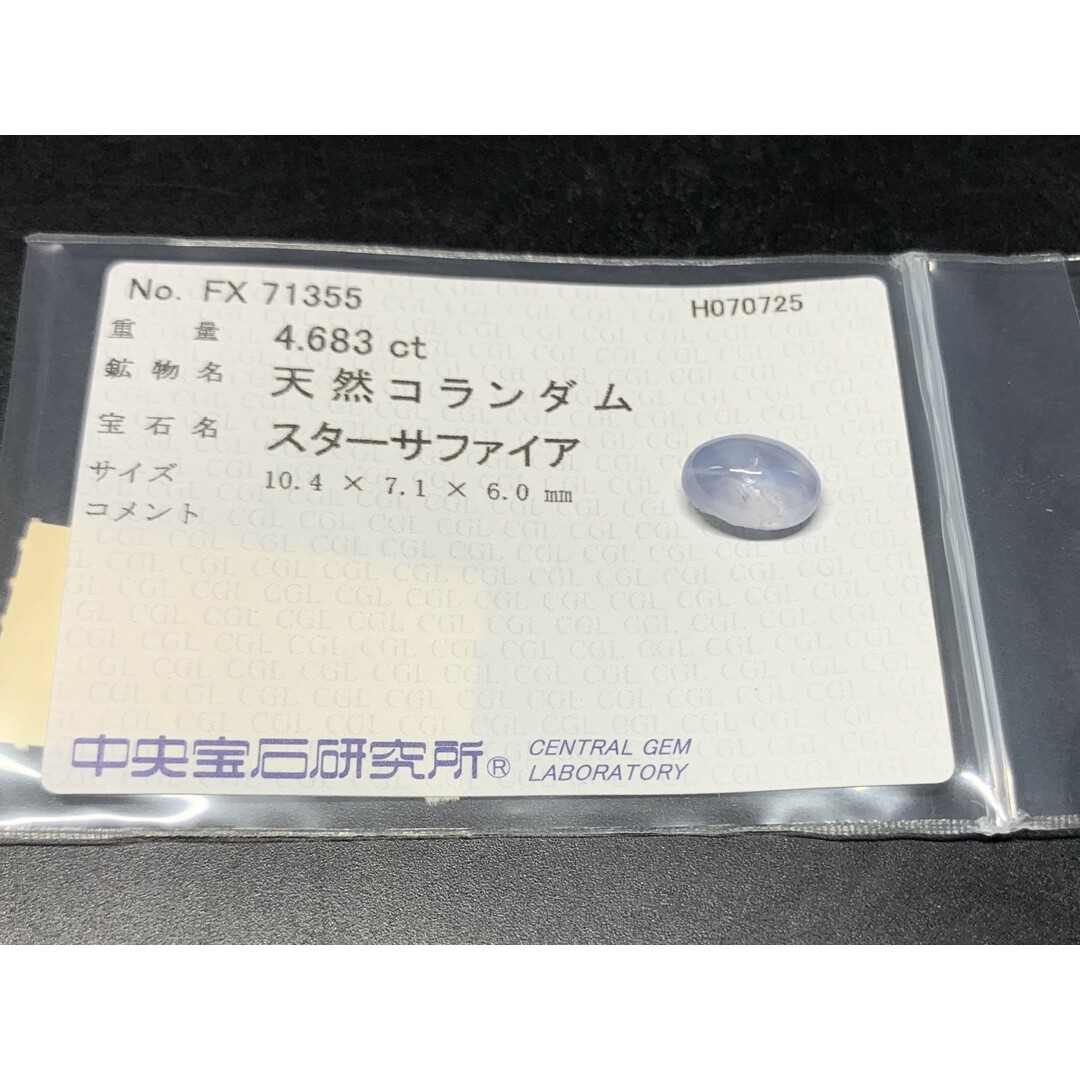 No. FX 71355 H070725
重量 4.683 ct
鉱物名 天然コランダム
宝石名 スターサファイア
サイズ 10.4 × 7.1 × 6.0 mm
コメント
中央宝石研究所® CENTRAL GEM LABORATORY